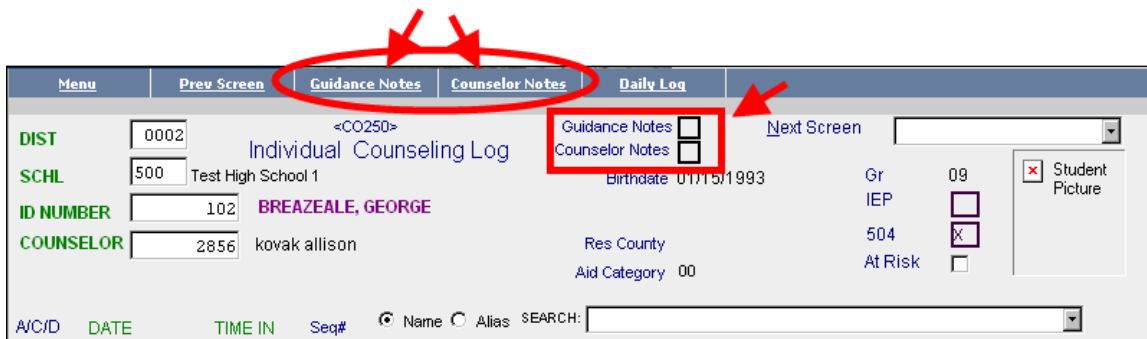 Menu Prev Screen Guidance Notes Counselor Notes Daily Log
DIST 0002 <CO250> Guidance Notes Next Screen
Individual Counseling Log Counselor Notes
SCHL 500 Test High School 1 Birthdate 01/15/1993 Gr 09 Student
Picture
ID NUMBER 102 BREAZEALE, GEORGE IEP
COUNSELOR 2856 kovak allison Res County 504 X
Aid Category 00 At Risk
A/C/D DATE TIME IN Seq# Name Alias SEARCH: